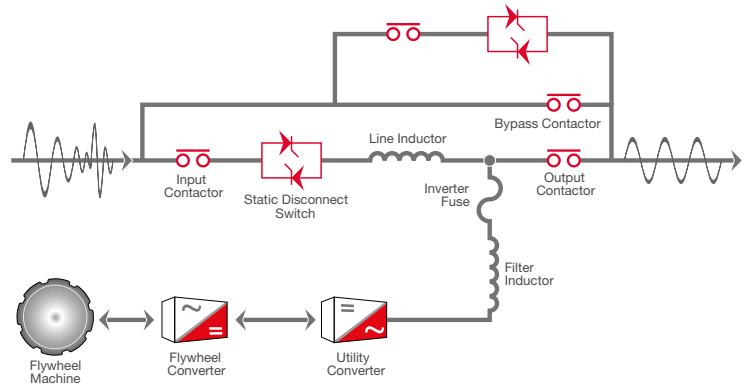 Bypass Contactor
Line Inductor
Input
Contactor
Static Disconnect
Switch
Inverter
Fuse
Output
Contactor
Filter
Inductor
Flywheel
Machine
Flywheel
Converter
Utility
Converter